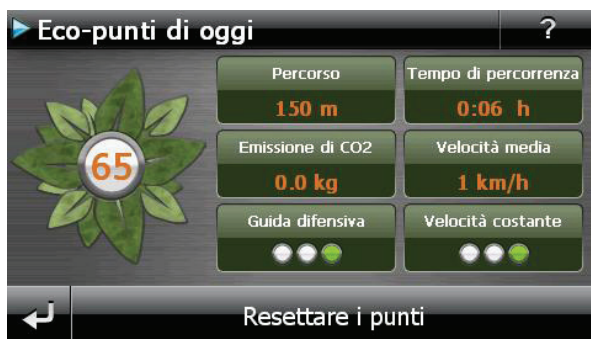 Eco-punti di oggi ?
Percorso
150 m
Tempo di percorrenza
0:06 h
65
Emissione di CO2
0.0 kg
Velocità media
1 km/h
Guida difensiva
Velocità costante
Resettare i punti